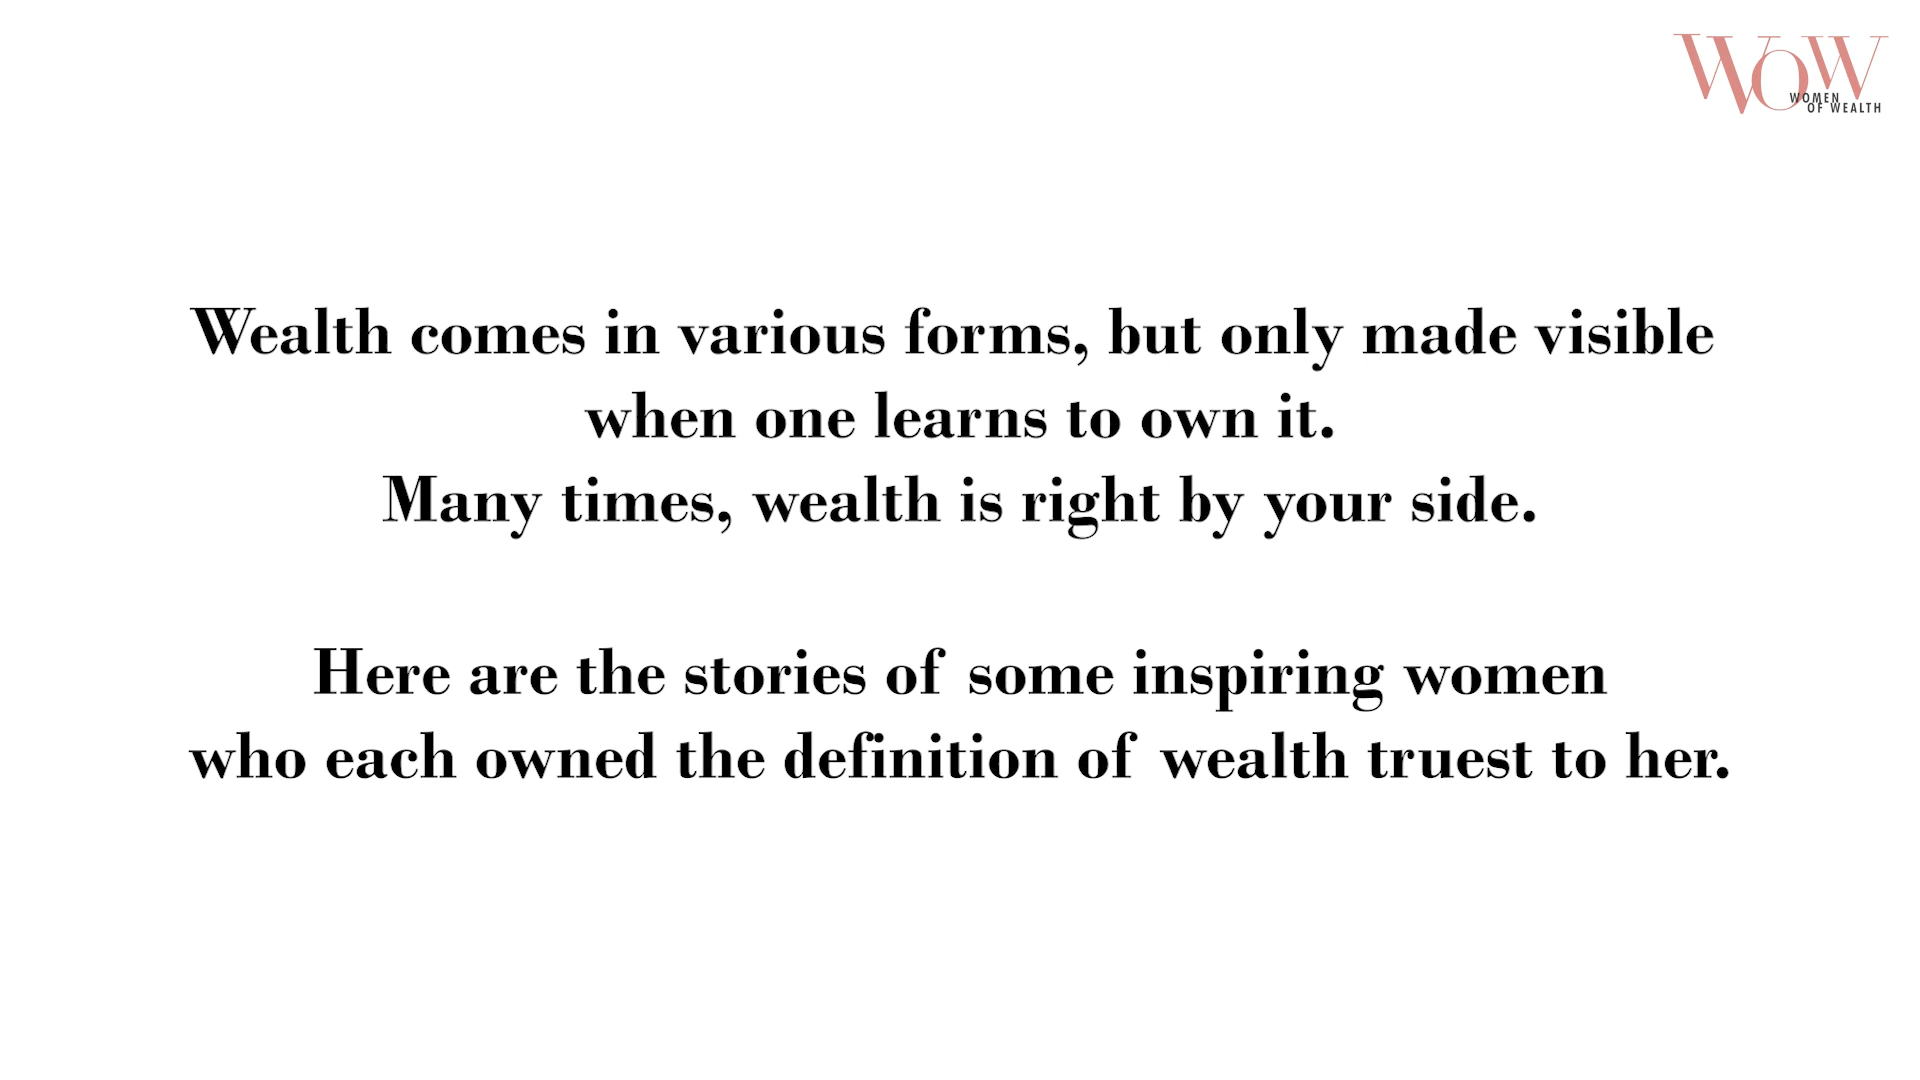 WOW
WOMEN
OF WEALTH
Wealth comes in various forms, but only made visible
when one learns to own it.
Many times, wealth is right by your side.
Here are the stories of some inspiring women
who each owned the definition of wealth truest to her.